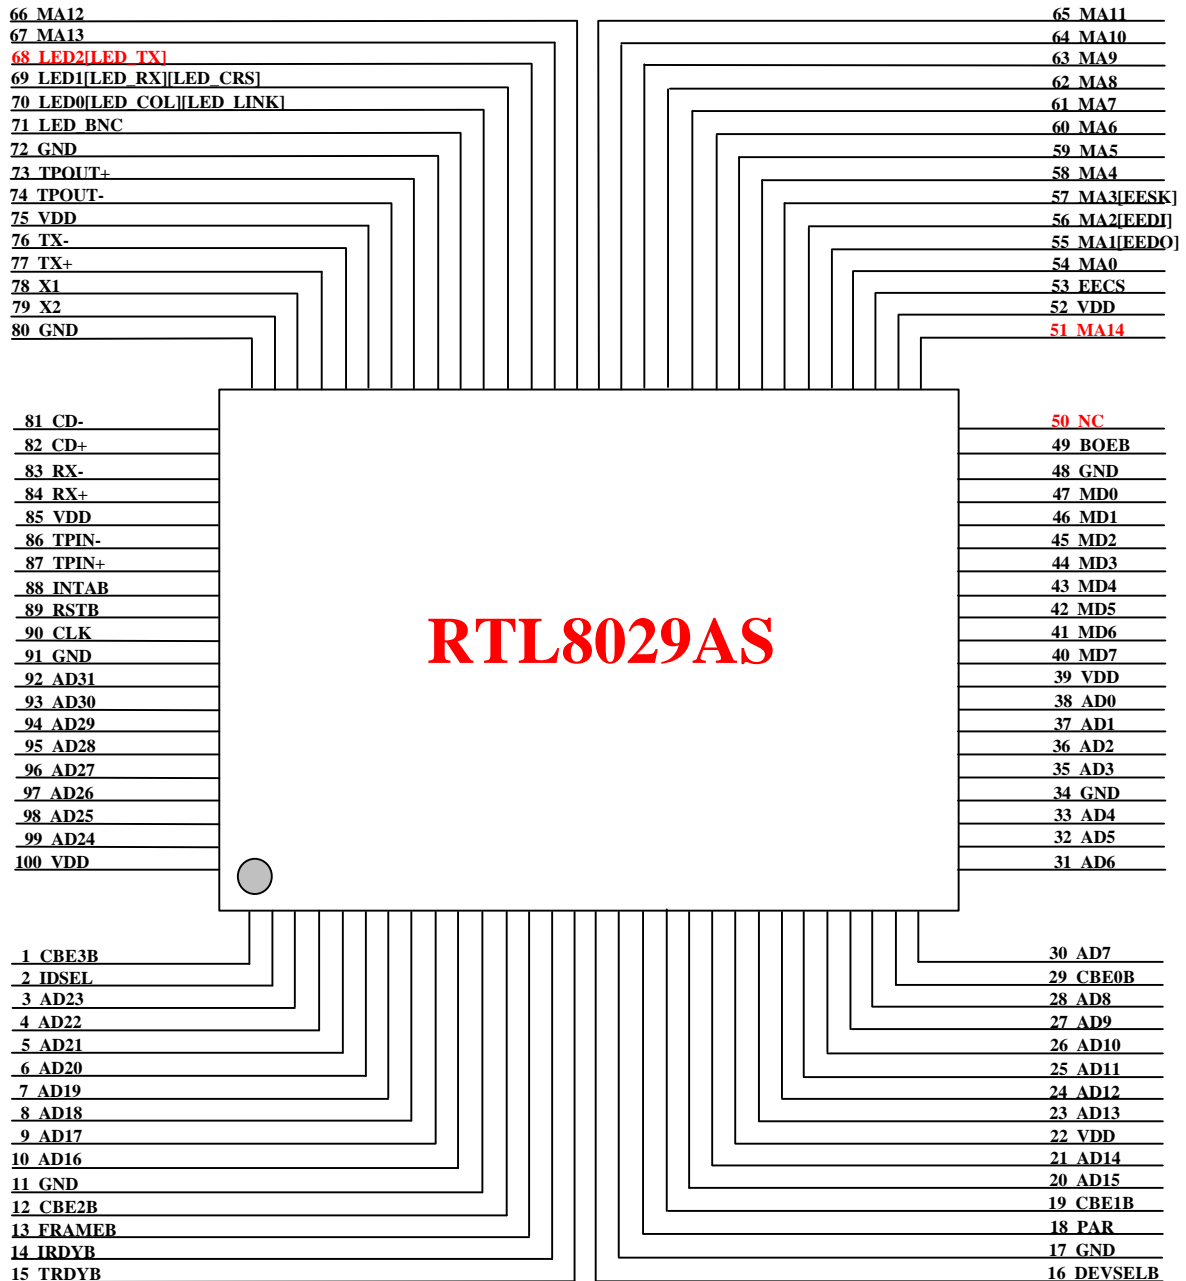 66 MA12
67 MA13
68 LED2[LED_TX]
69 LED1[LED_RX][LED_CRS]
70 LED0[LED_COL][LED_LINK]
71 LED_BNC
72 GND
73 TPOUT+
74 TPOUT-
75 VDD
76 TX-
77 TX+
78 X1
79 X2
80 GND
65 MA11
64 MA10
63 MA9
62 MA8
61 MA7
60 MA6
59 MA5
58 MA4
57 MA3[EESK]
56 MA2[EEDI]
55 MA1[EEDO]
54 MA0
53 EECS
52 VDD
51 MA14
81 CD-
82 CD+
83 RX-
84 RX+
85 VDD
86 TPIN-
87 TPIN+
88 INTAB
89 RSTB
90 CLK
91 GND
92 AD31
93 AD30
94 AD29
95 AD28
96 AD27
97 AD26
98 AD25
99 AD24
100 VDD
RTL8029AS
50 NC
49 BOEB
48 GND
47 MD0
46 MD1
45 MD2
44 MD3
43 MD4
42 MD5
41 MD6
40 MD7
39 VDD
38 AD0
37 AD1
36 AD2
35 AD3
34 GND
33 AD4
32 AD5
31 AD6
1 CBE3B
2 IDSEL
3 AD23
4 AD22
5 AD21
6 AD20
7 AD19
8 AD18
9 AD17
10 AD16
11 GND
12 CBE2B
13 FRAMEB
14 IRDYB
15 TRDYB
30 AD7
29 CBE0B
28 AD8
27 AD9
26 AD10
25 AD11
24 AD12
23 AD13
22 VDD
21 AD14
20 AD15
19 CBE1B
18 PAR
17 GND
16 DEVSELB